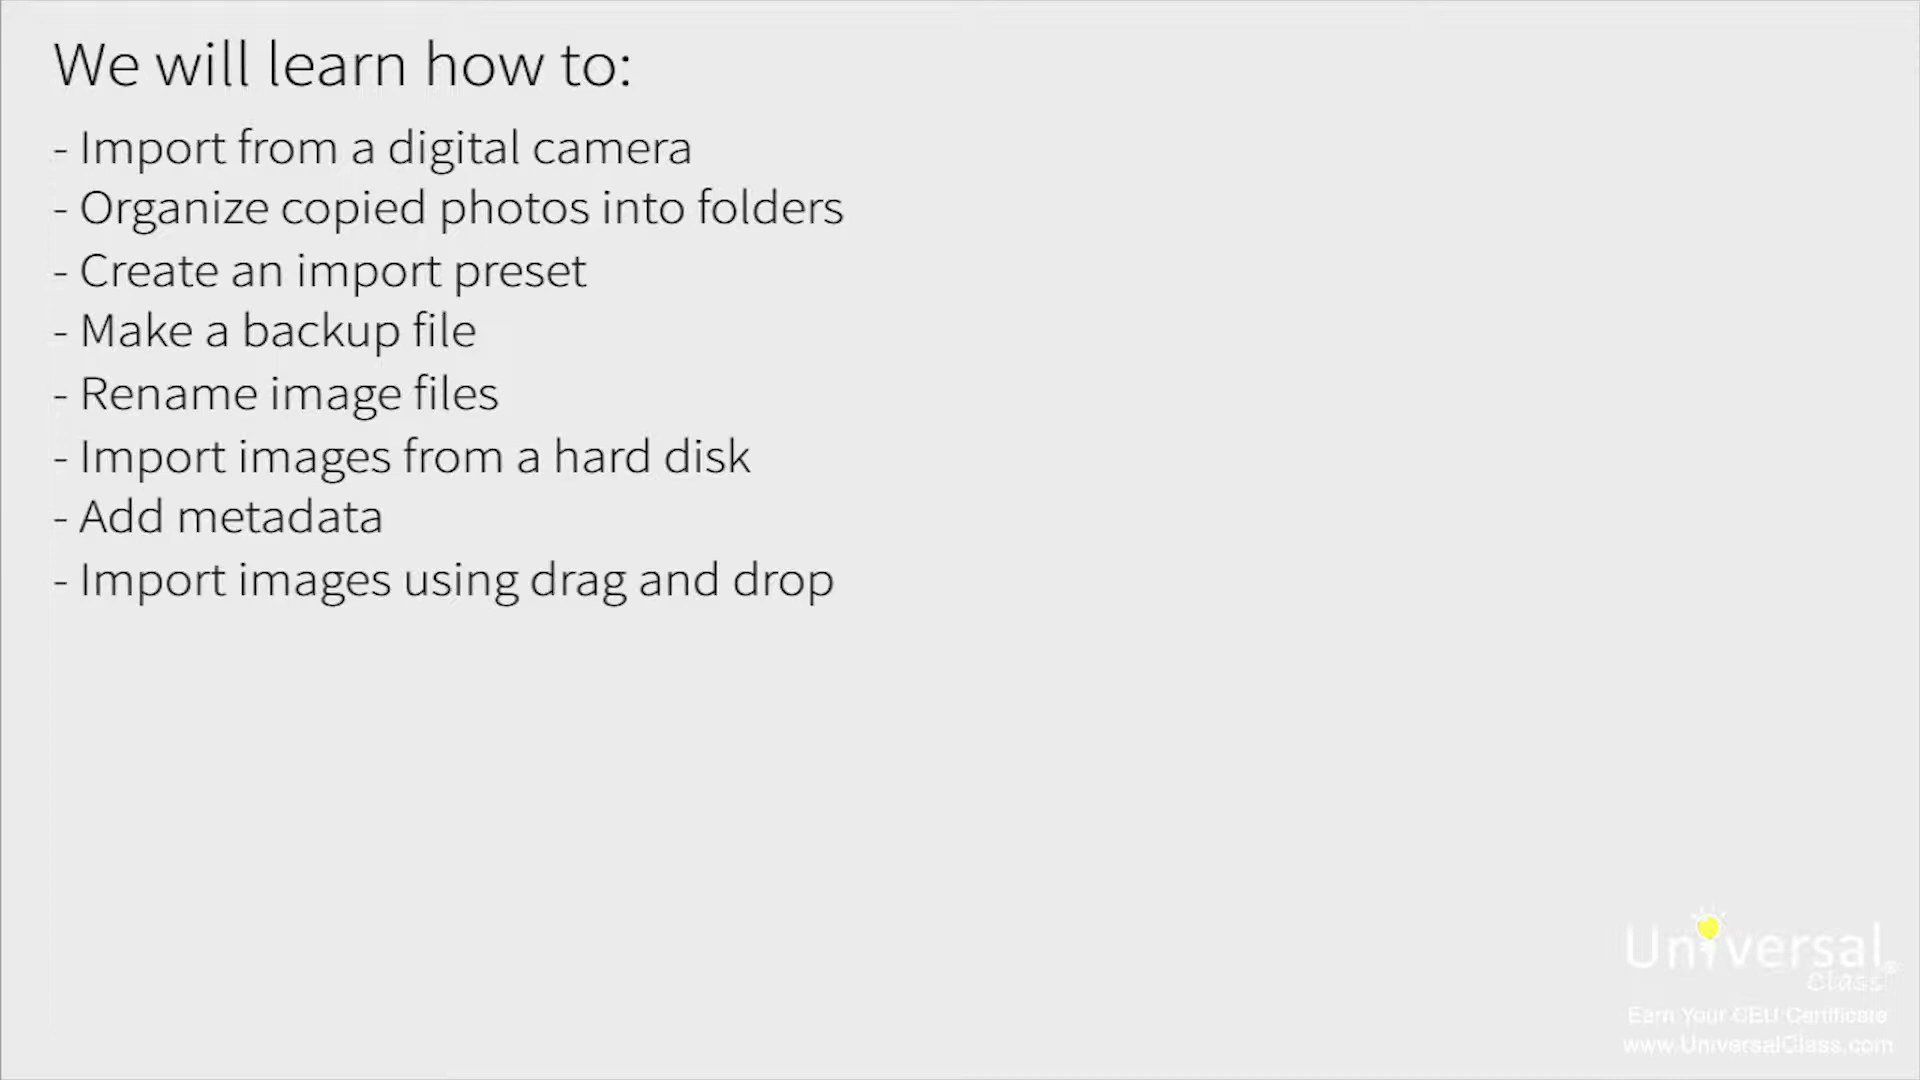 We will learn how to:
- Import from a digital camera
- Organize copied photos into folders
- Create an import preset
- Make a backup file
- Rename image files
- Import images from a hard disk
- Add metadata
- Import images using drag and drop
Universal
Class®
Earn Your CEU Certificate
www.UniversalClass.com